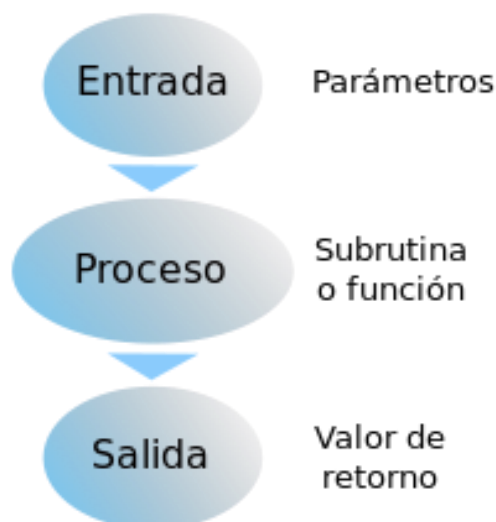 Entrada
Parámetros
Proceso
Subrutina
o función
Salida
Valor de
retorno